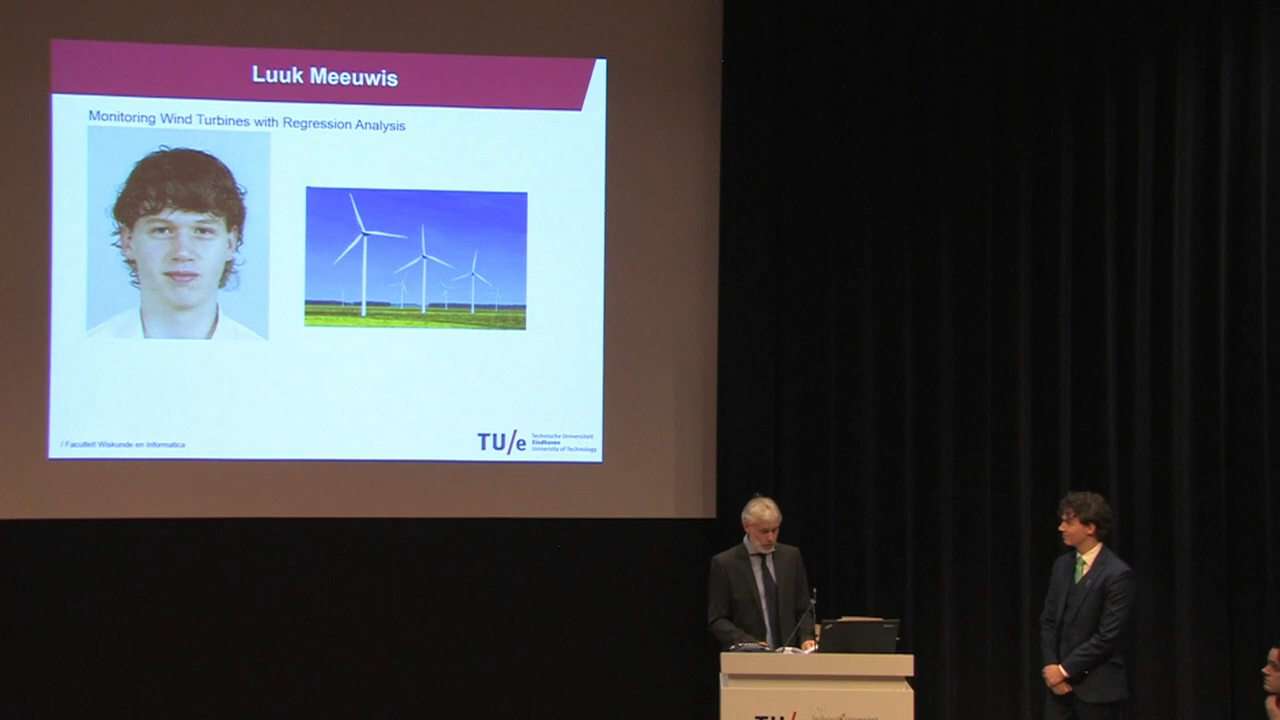 Luuk Meeuwis
Monitoring Wind Turbines with Regression Analysis
/ Faculteit Wiskunde en Informatica
TU/e
Technische Universiteit
Eindhoven
University of Technology
TU/